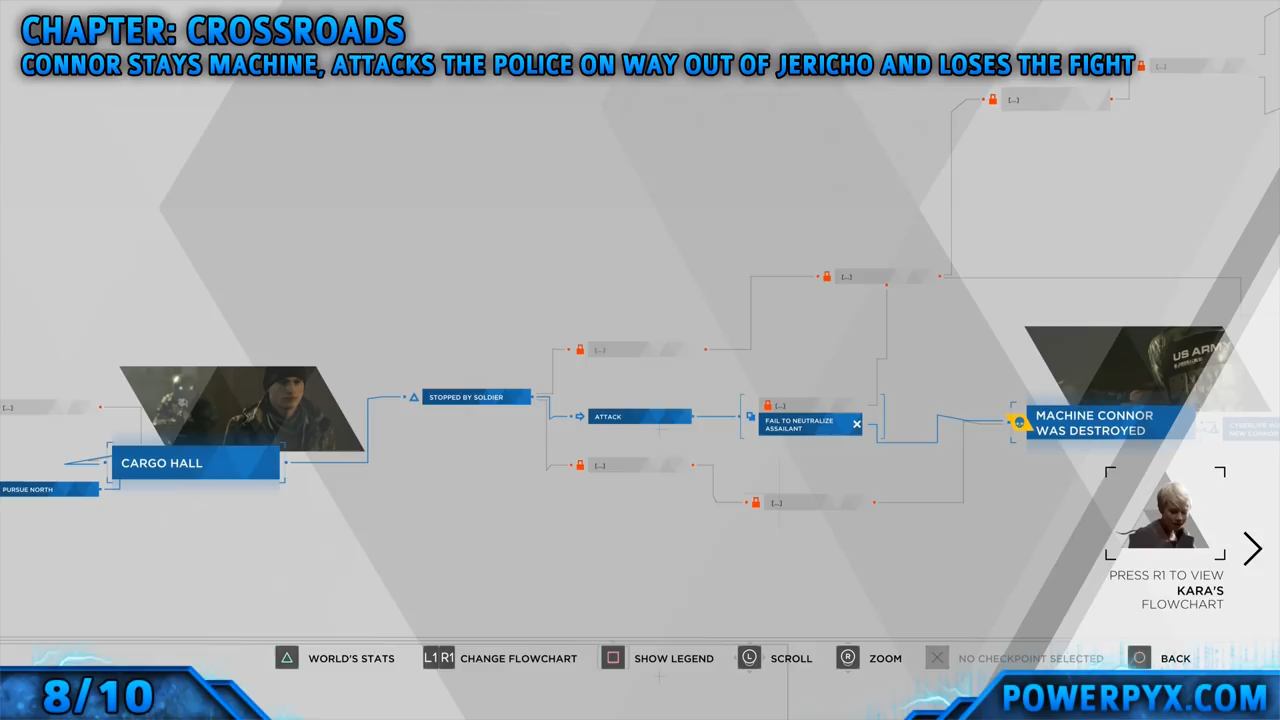 CHAPTER: CROSSROADS
CONNOR STAYS MACHINE, ATTACKS THE POLICE ON WAY OUT OF JERICHO AND LOSES THE FIGHT
[...]
[...]
[...]
[...]
US ARMY
STOPPED BY SOLDIER
[...]
[...]
ATTACK
FAIL TO NEUTRALIZE
ASSAILANT
MACHINE CONNOR
WAS DESTROYED
CARGO HALL
[...]
PURSUE NORTH
[...]
PRESS R1 TO VIEW
KARA'S
FLOWCHART
WORLD'S STATS
L1 R1 CHANGE FLOWCHART
SHOW LEGEND
L SCROLL
R ZOOM
NO CHECKPOINT SELECTED
BACK
8/10
POWERPYX.COM